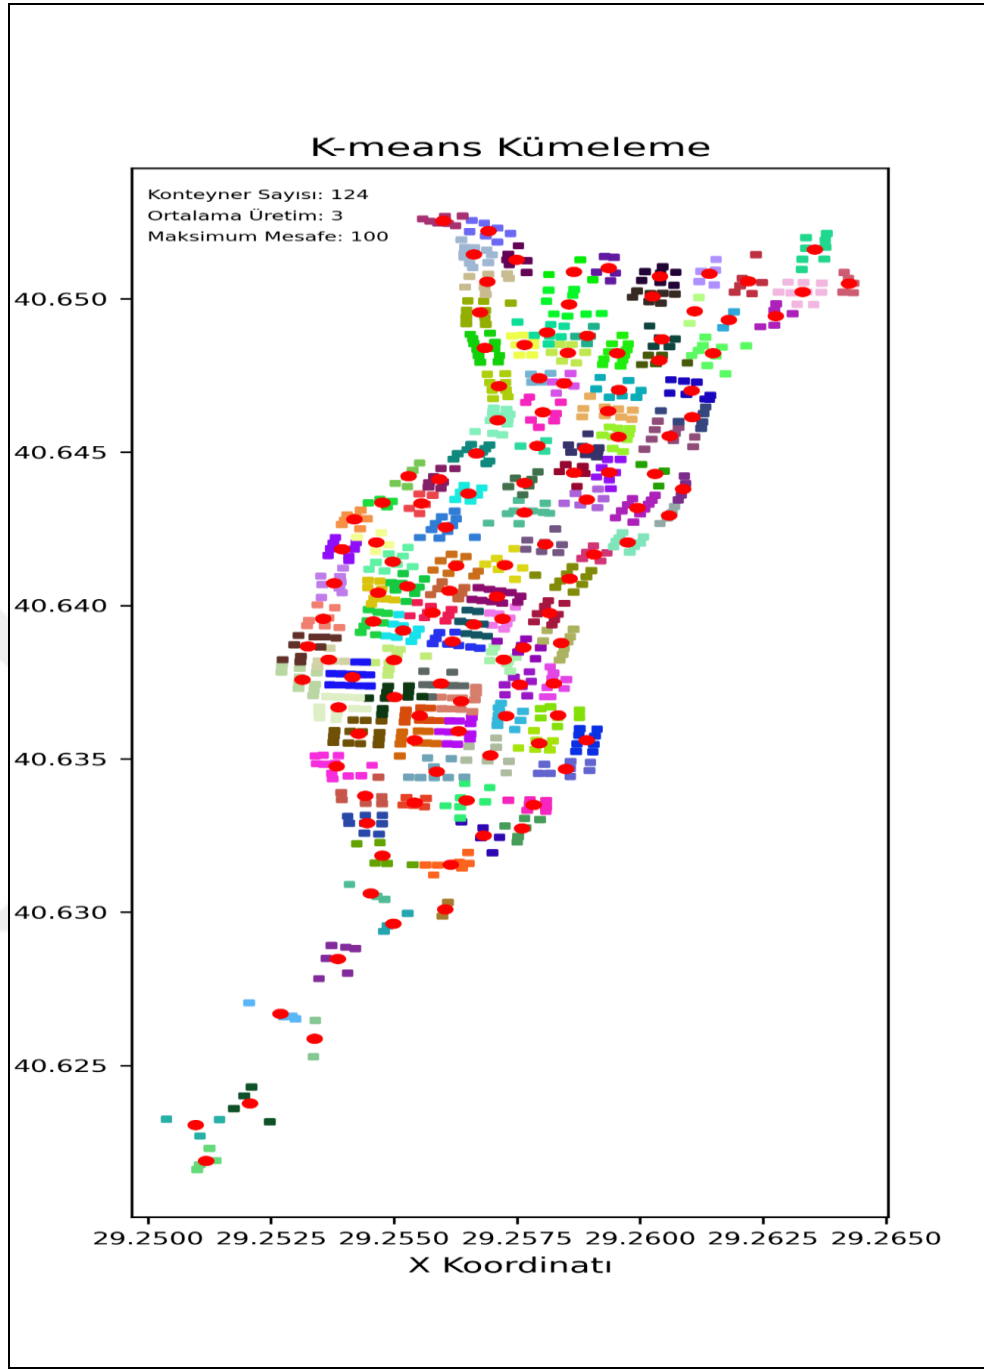 K-means Kümeleme
Konteyner Sayısı: 124
Ortalama Üretim: 3
Maksimum Mesafe: 100
40.650
40.645
40.640
40.635
40.630
40.625
29.2500 29.2525 29.2550 29.2575 29.2600 29.2625 29.2650
X Koordinatı